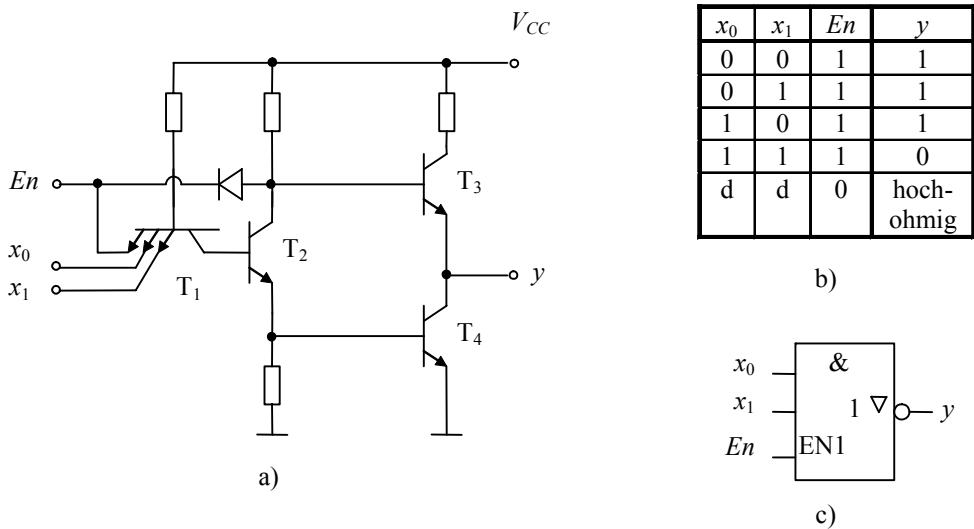 V_CC
En
x_0
x_1
T_1
T_2
T_3
T_4
y
a)
x_0 x_1 En y
0 0 1 1
0 1 1 1
1 0 1 1
1 1 1 0
d d 0 hoch-
ohmig
b)
x_0
x_1
En
&
1 ▽
EN1
y
c)